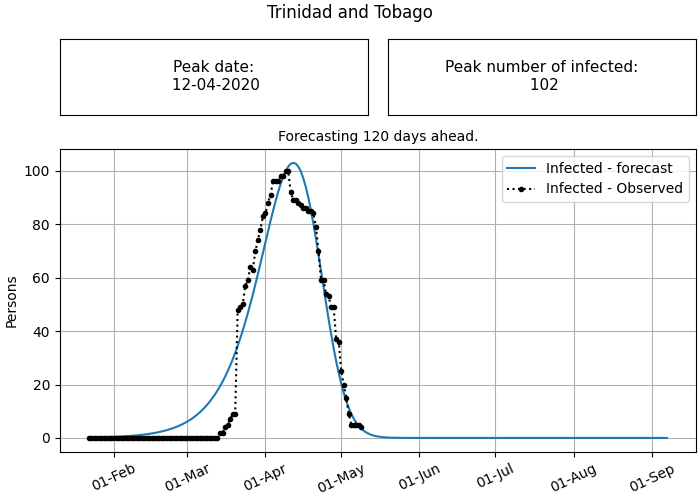 Trinidad and Tobago
Peak date:
12-04-2020
Peak number of infected:
102
Forecasting 120 days ahead.
Infected - forecast
Infected - Observed
Persons
100
80
60
40
20
0
01-Feb
01-Mar
01-Apr
01-May
01-Jun
01-Jul
01-Aug
01-Sep